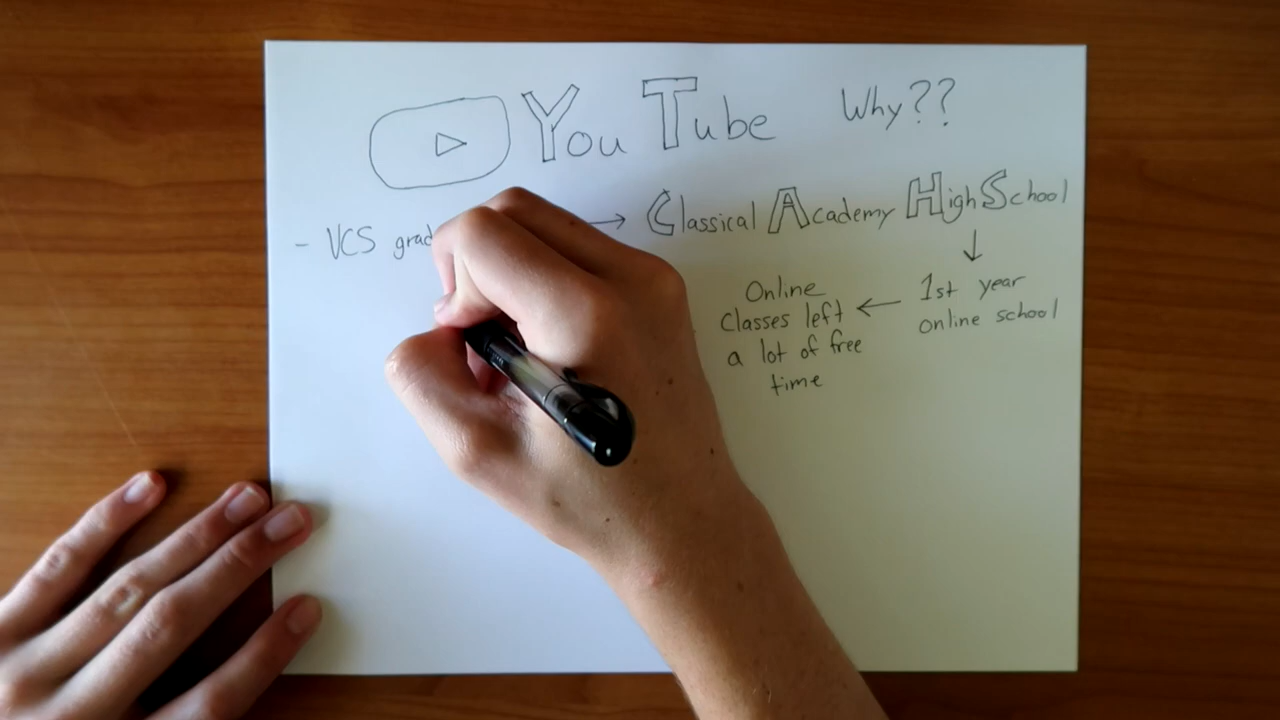 YouTube Why??
- VCS grad → Classical Academy High School
↓
1st year
online school
←
Online
Classes left
a lot of free
time